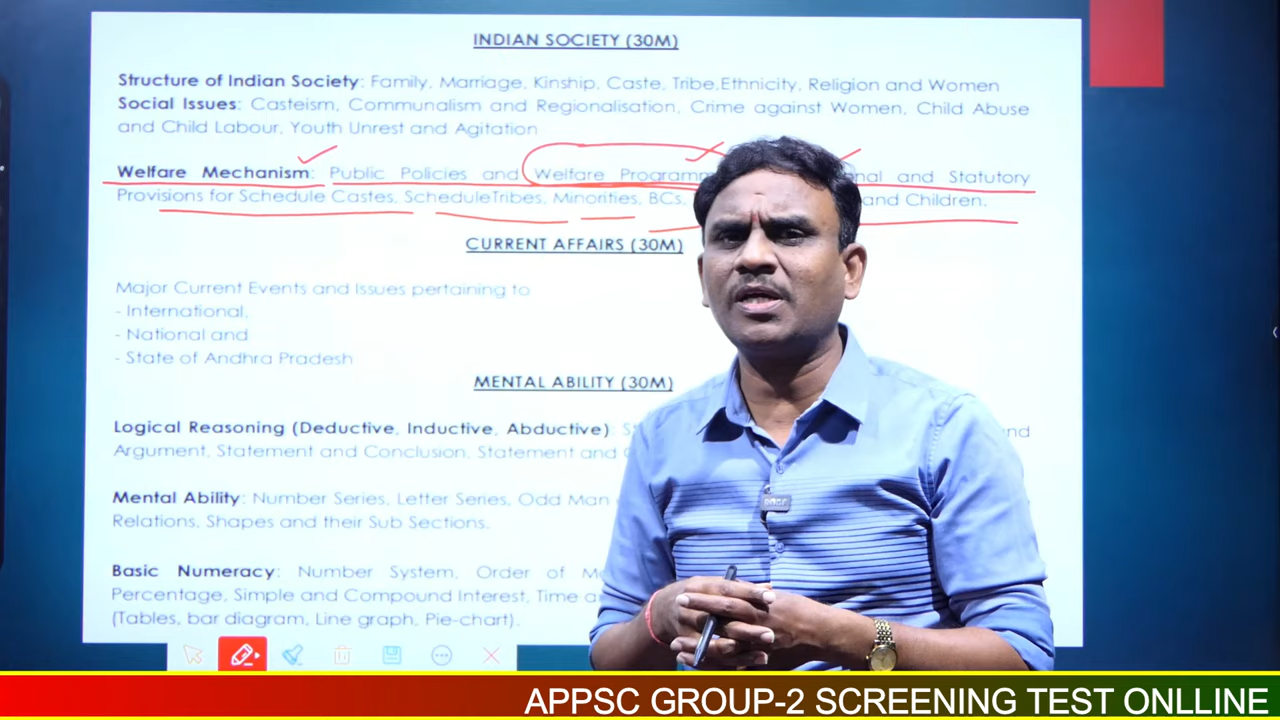 INDIAN SOCIETY (30M)
Structure of Indian Society: Family, Marriage, Kinship, Caste, Tribe,Ethnicity, Religion and Women
Social Issues: Casteism, Communalism and Regionalisation, Crime against Women, Child Abuse
and Child Labour, Youth Unrest and Agitation
Welfare Mechanism: Public Policies and Welfare and Statutory
Provisions for Schedule Castes, ScheduleTribes, Minorities, BCs, and Children.
CURRENT AFFAIRS (30M)
Major Current Events and Issues pertaining to
- International,
- National and
- State of Andhra Pradesh
MENTAL ABILITY (30M)
Logical Reasoning (Deductive, Inductive, Abductive):
Argument, Statement and Conclusion, Statement and
Mental Ability: Number Series, Letter Series, Odd Man
Relations, Shapes and their Sub Sections.
Basic Numeracy: Number System, Order of
Percentage, Simple and Compound Interest, Time
(Tables, bar diagram, Line graph, Pie-chart).
APPSC GROUP-2 SCREENING TEST ONLLINE